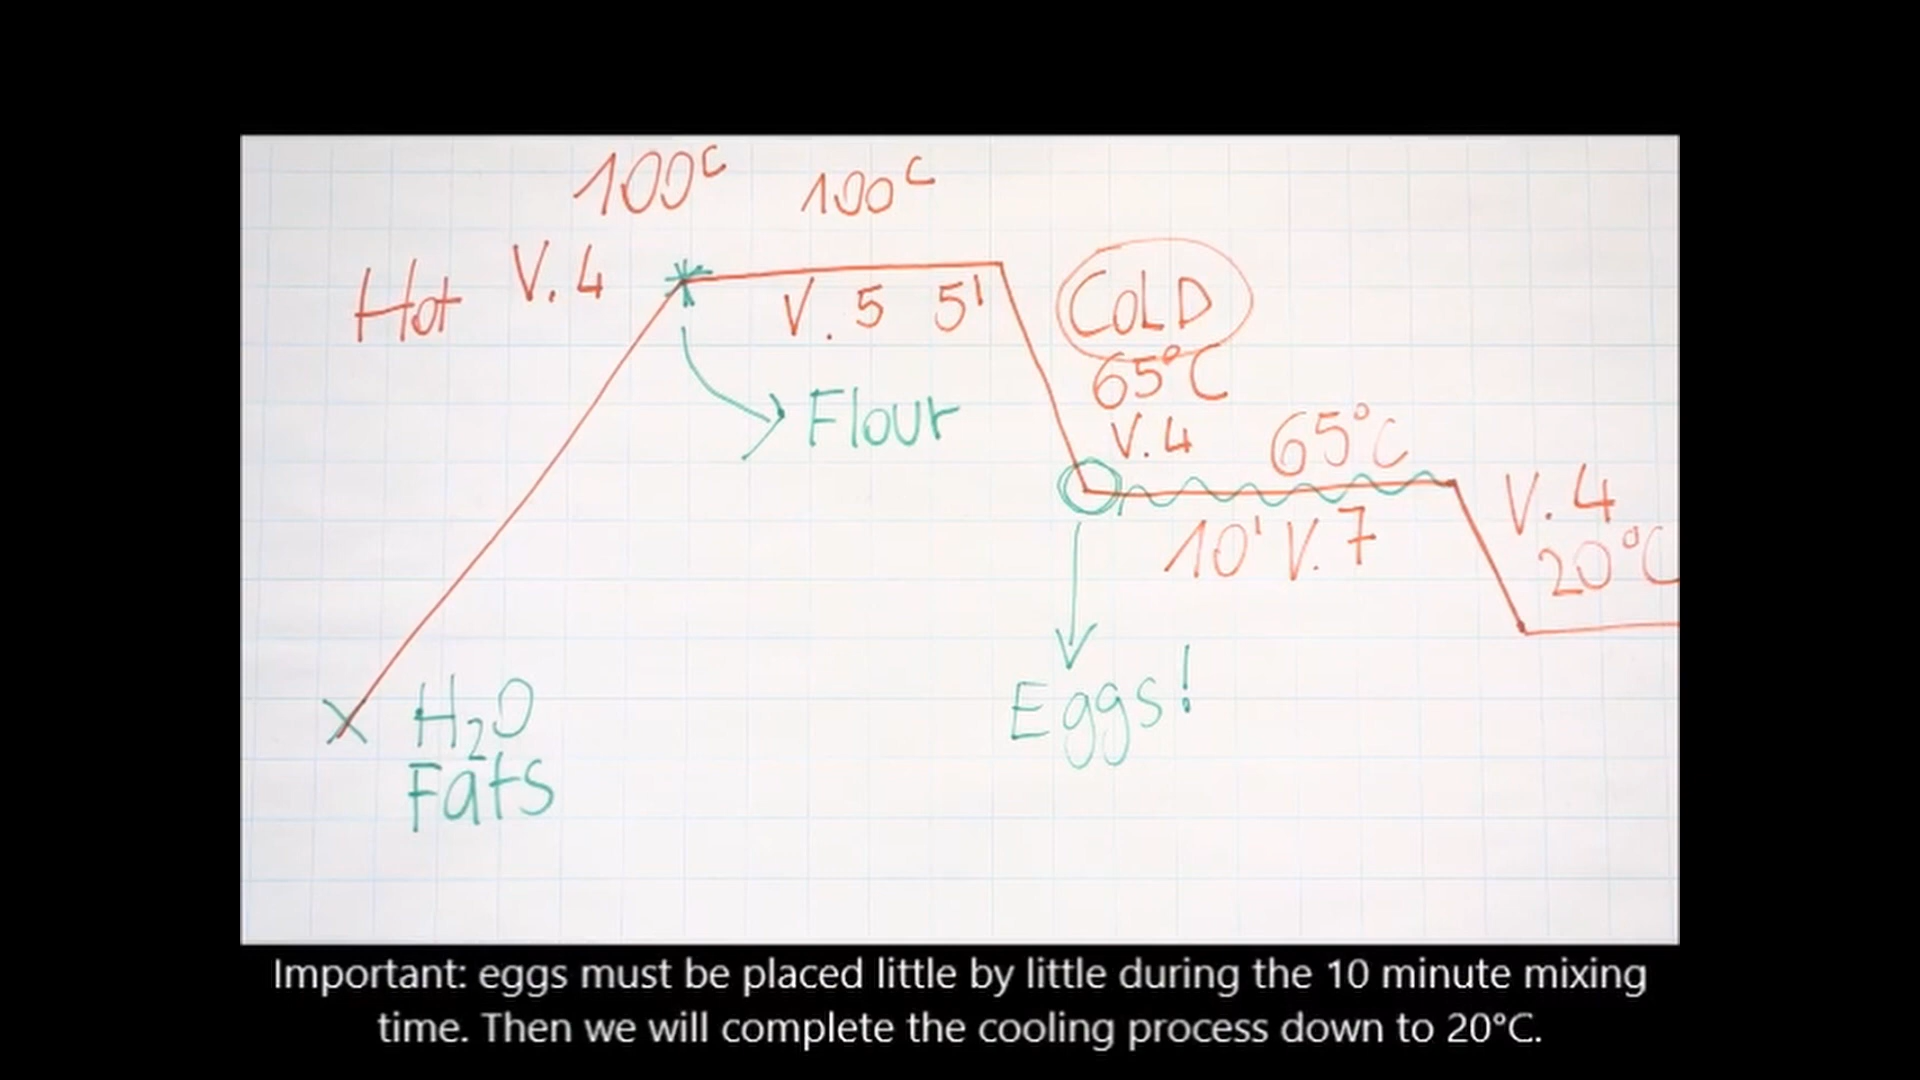 100c
100c
Hot V.4
V.5 5'
COLD
65°C
V.4
Flour
65°C
10' V.7
V.4
20°C
Eggs!
H2O
Fats
Important: eggs must be placed little by little during the 10 minute mixing
time. Then we will complete the cooling process down to 20°C.